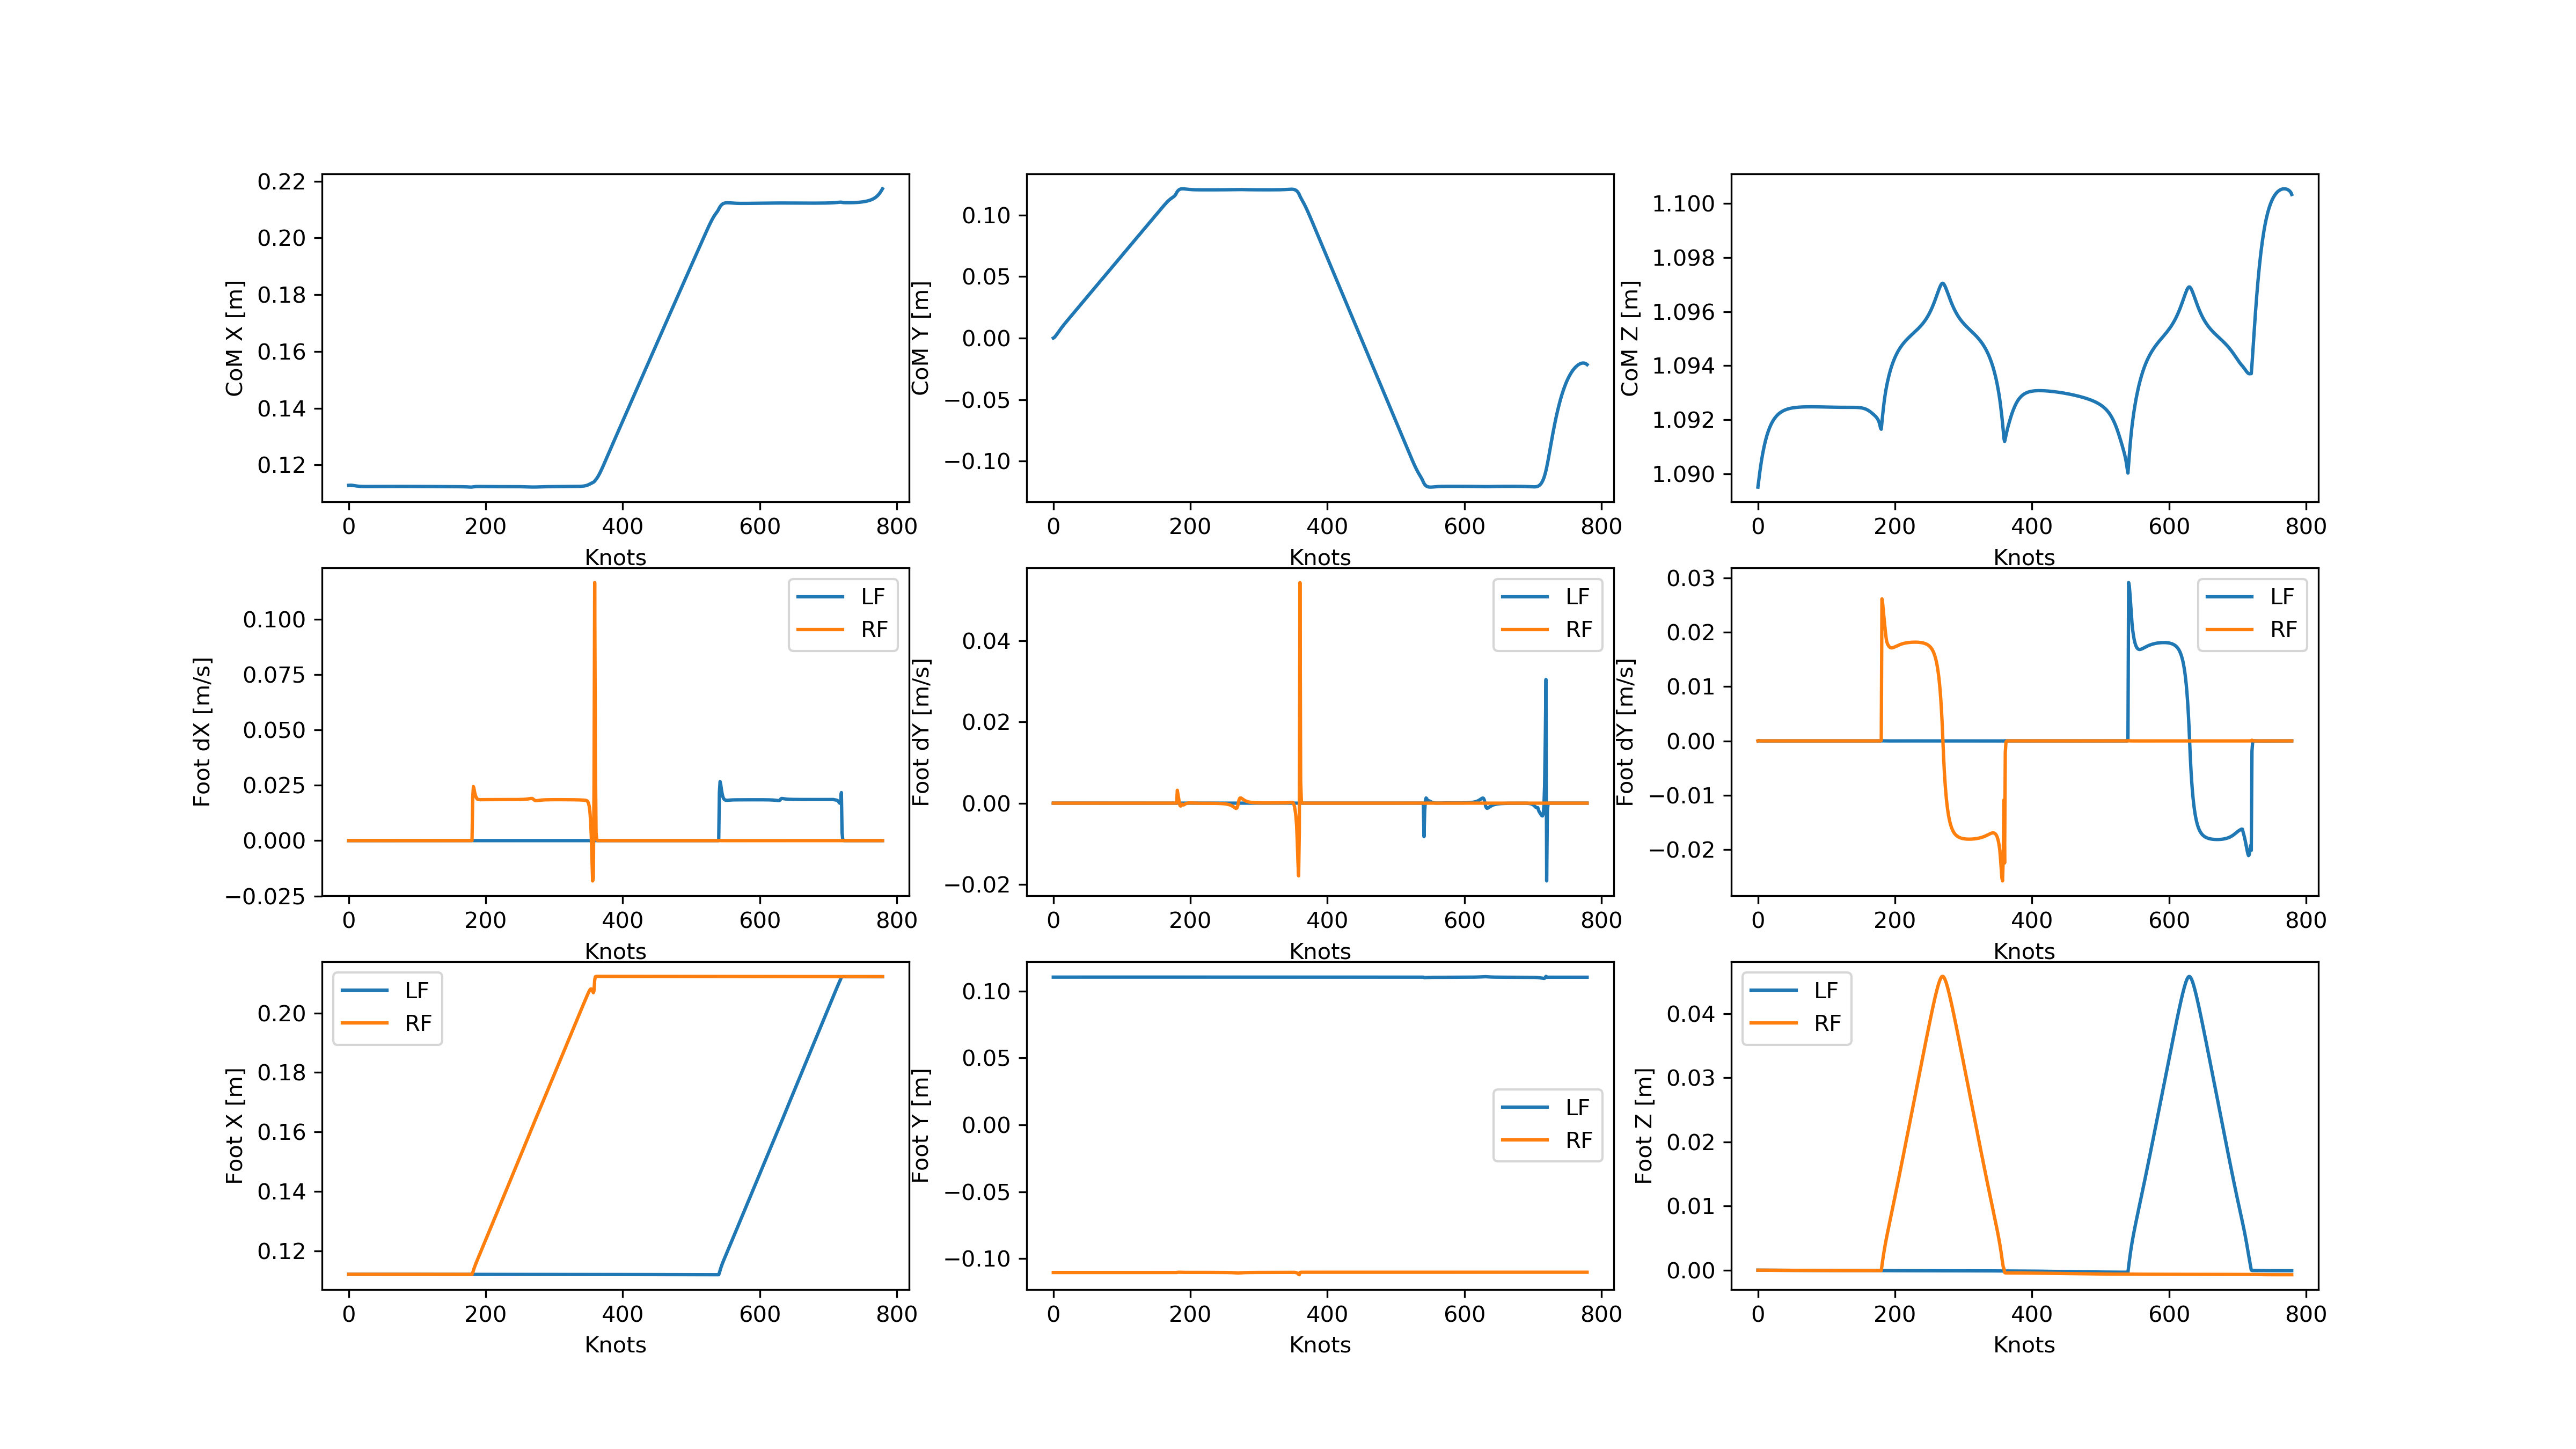 CoM X [m]
0.22
0.20
0.18
0.16
0.14
0.12
0 200 400 600 800
Knots
CoM Y [m]
0.10
0.05
0.00
−0.05
−0.10
0 200 400 600 800
Knots
CoM Z [m]
1.100
1.098
1.096
1.094
1.092
1.090
0 200 400 600 800
Knots
Foot dX [m/s]
0.100
0.075
0.050
0.025
0.000
−0.025
LF
RF
0 200 400 600 800
Knots
Foot dY [m/s]
0.04
0.02
0.00
−0.02
LF
RF
0 200 400 600 800
Knots
Foot dY [m/s]
0.03
0.02
0.01
0.00
−0.01
−0.02
LF
RF
0 200 400 600 800
Knots
Foot X [m]
0.20
0.18
0.16
0.14
0.12
LF
RF
0 200 400 600 800
Knots
Foot Y [m]
0.10
0.05
0.00
−0.05
−0.10
LF
RF
0 200 400 600 800
Knots
Foot Z [m]
0.04
0.03
0.02
0.01
0.00
LF
RF
0 200 400 600 800
Knots